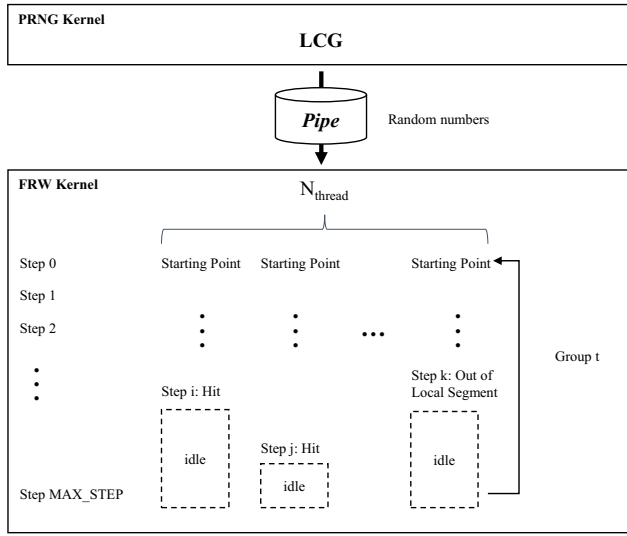 PRNG Kernel
LCG
Pipe
Random numbers
FRW Kernel
N_thread
Step 0
Starting Point
Starting Point
Starting Point
Step 1
Step 2
...
Group t
Step i: Hit
Step k: Out of
Local Segment
idle
Step j: Hit
idle
idle
Step MAX_STEP